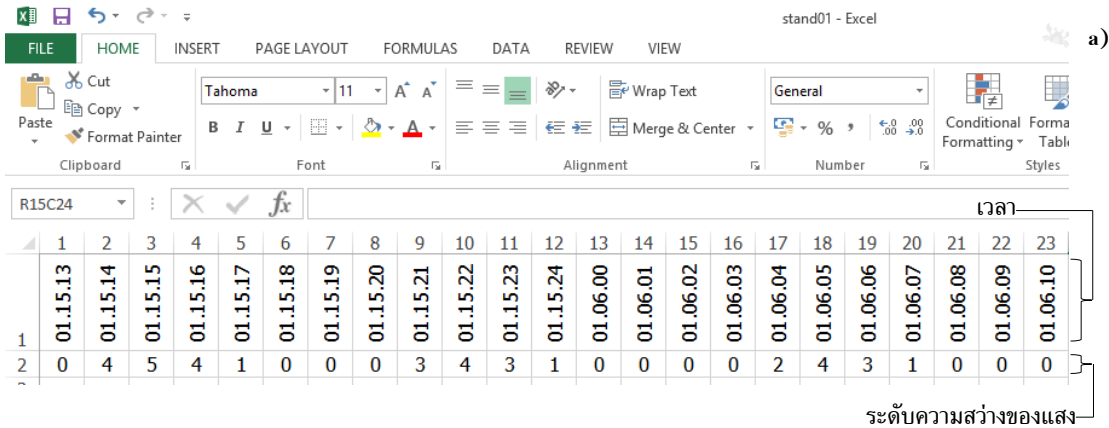 stand01 - Excel
a)
FILE HOME INSERT PAGE LAYOUT FORMULAS DATA REVIEW VIEW
Cut
Copy
Format Painter
Paste
Clipboard
Tahoma 11 A A
B I U A
Font
Wrap Text
Merge & Center
Alignment
General
% , .0 .00 .00 .0
Number
Conditional Forma
Formatting Tabl
Styles
R15C24 fx
เวลา
1 2 3 4 5 6 7 8 9 10 11 12 13 14 15 16 17 18 19 20 21 22 23
1 01.15.13 01.15.14 01.15.15 01.15.16 01.15.17 01.15.18 01.15.19 01.15.20 01.15.21 01.15.22 01.15.23 01.15.24 01.06.00 01.06.01 01.06.02 01.06.03 01.06.04 01.06.05 01.06.06 01.06.07 01.06.08 01.06.09 01.06.10
2 0 4 5 4 1 0 0 0 3 4 3 1 0 0 0 0 2 4 3 1 0 0 0
ระดับความสว่างของแสง